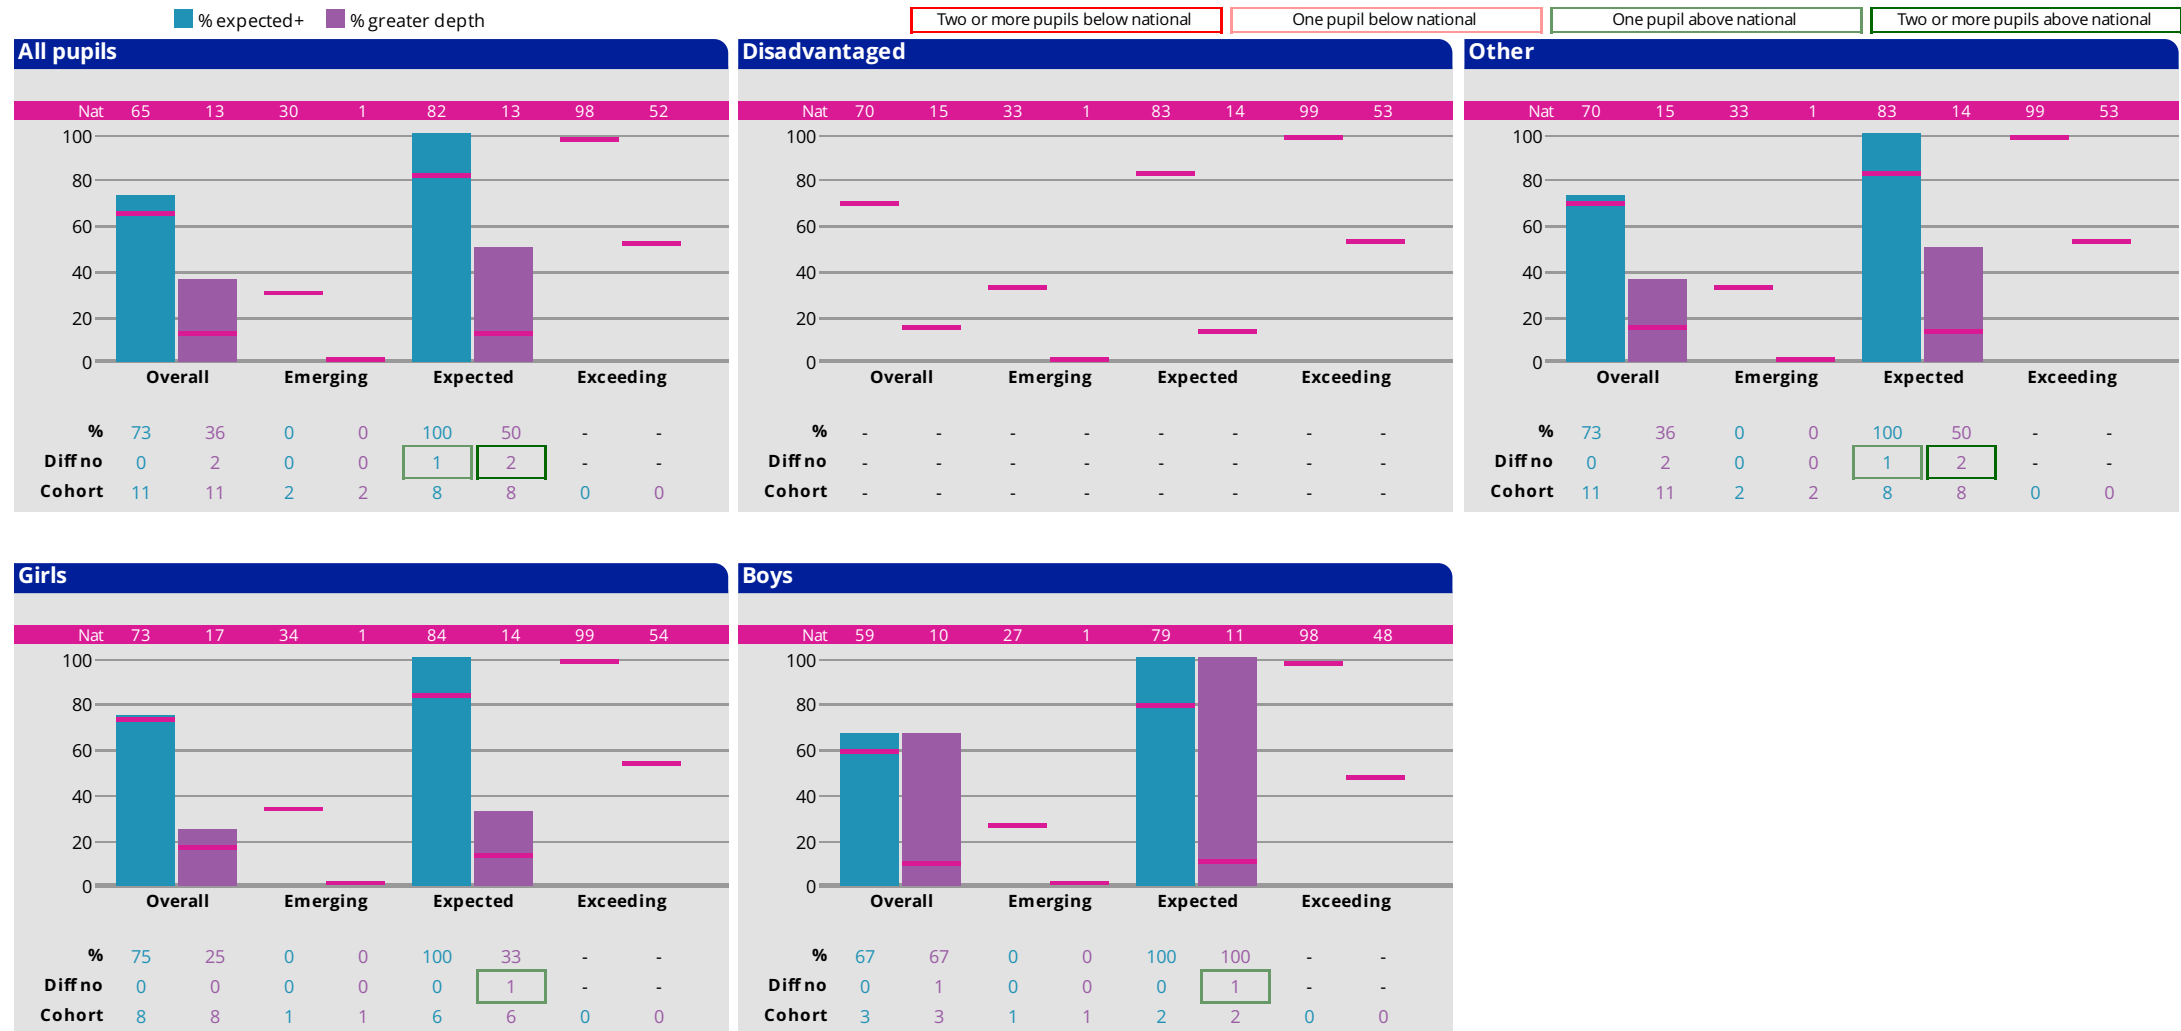 % expected+ % greater depth Two or more pupils below national One pupil below national One pupil above national Two or more pupils above national
All pupils
Nat 65 13 30 1 82 13 98 52
100
80
60
40
20
0
Overall Emerging Expected Exceeding
% 73 36 0 0 100 50 - -
Diff no 0 2 0 0 1 2 - -
Cohort 11 11 2 2 8 8 0 0
Disadvantaged
Nat 70 15 33 1 83 14 99 53
100
80
60
40
20
0
Overall Emerging Expected Exceeding
% - - - - - - - -
Diff no - - - - - - - -
Cohort - - - - - - - -
Other
Nat 70 15 33 1 83 14 99 53
100
80
60
40
20
0
Overall Emerging Expected Exceeding
% 73 36 0 0 100 50 - -
Diff no 0 2 0 0 1 2 - -
Cohort 11 11 2 2 8 8 0 0
Girls
Nat 73 17 34 1 84 14 99 54
100
80
60
40
20
0
Overall Emerging Expected Exceeding
% 75 25 0 0 100 33 - -
Diff no 0 0 0 0 0 1 - -
Cohort 8 8 1 1 6 6 0 0
Boys
Nat 59 10 27 1 79 11 98 48
100
80
60
40
20
0
Overall Emerging Expected Exceeding
% 67 67 0 0 100 100 - -
Diff no 0 1 0 0 0 1 - -
Cohort 3 3 1 1 2 2 0 0